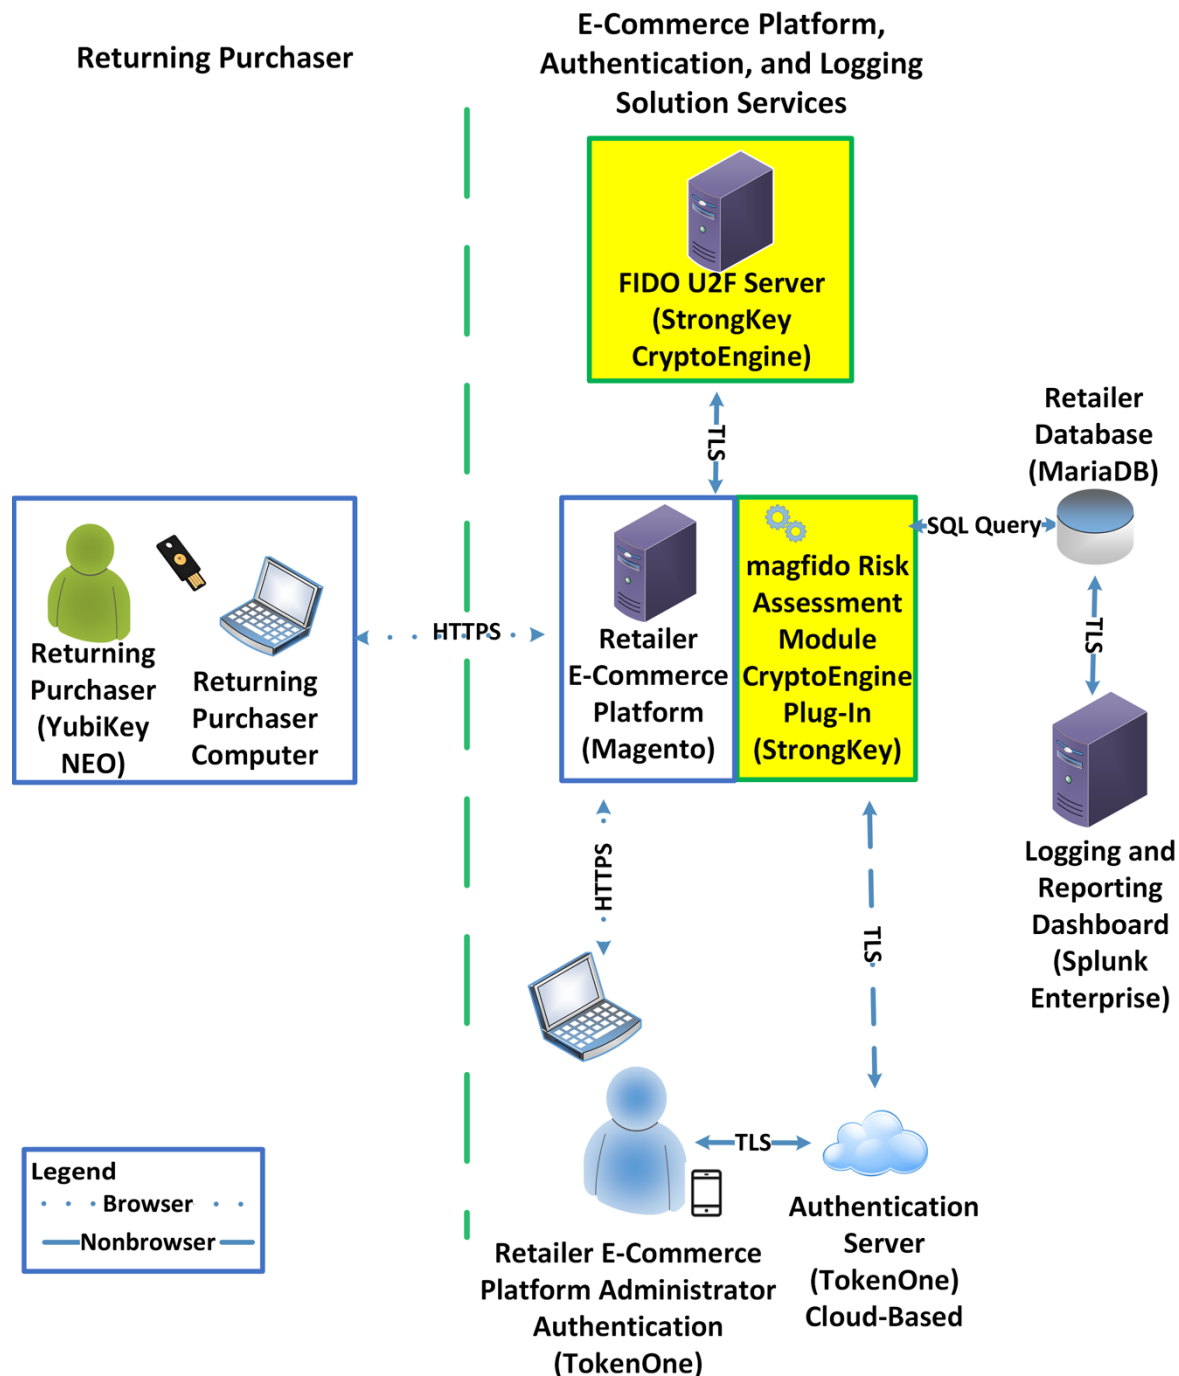 Returning Purchaser
E-Commerce Platform,
Authentication, and Logging
Solution Services
FIDO U2F Server
(StrongKey
CryptoEngine)
TLS
Retailer
Database
(MariaDB)
SQL Query
magfido Risk
Assessment
Module
CryptoEngine
Plug-In
(StrongKey)
Retailer
E-Commerce
Platform
(Magento)
HTTPS
Returning
Purchaser
(YubiKey
NEO)
Returning
Purchaser
Computer
TLS
Logging and
Reporting
Dashboard
(Splunk
Enterprise)
HTTPS
TLS
TLS
Authentication
Server
(TokenOne)
Cloud-Based
Retailer E-Commerce
Platform Administrator
Authentication
(TokenOne)
Legend
Browser
Nonbrowser